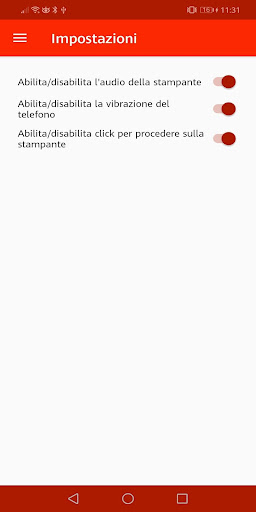 11:31
Impostazioni
Abilita/disabilita l'audio della stampante
Abilita/disabilita la vibrazione del
telefono
Abilita/disabilita click per procedere sulla
stampante